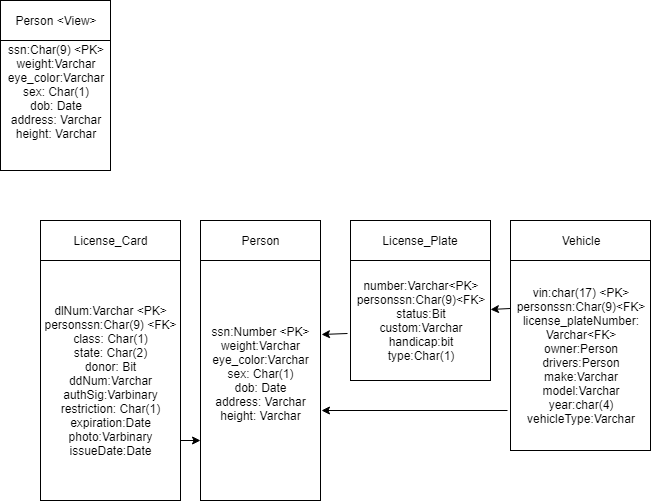 Person <View>
ssn:Char(9) <PK>
weight:Varchar
eye_color:Varchar
sex: Char(1)
dob: Date
address: Varchar
height: Varchar
License_Card
dlNum:Varchar <PK>
personssn:Char(9) <FK>
class: Char(1)
state: Char(2)
donor: Bit
ddNum:Varchar
authSig:Varbinary
restriction: Char(1)
expiration:Date
photo:Varbinary
issueDate:Date
Person
ssn:Number <PK>
weight:Varchar
eye_color:Varchar
sex: Char(1)
dob: Date
address: Varchar
height: Varchar
License_Plate
number:Varchar<PK>
personssn:Char(9)<FK>
status:Bit
custom:Varchar
handicap:bit
type:Char(1)
Vehicle
vin:char(17) <PK>
personssn:Char(9)<FK>
license_plateNumber:
Varchar<FK>
owner:Person
drivers:Person
make:Varchar
model:Varchar
year:char(4)
vehicleType:Varchar